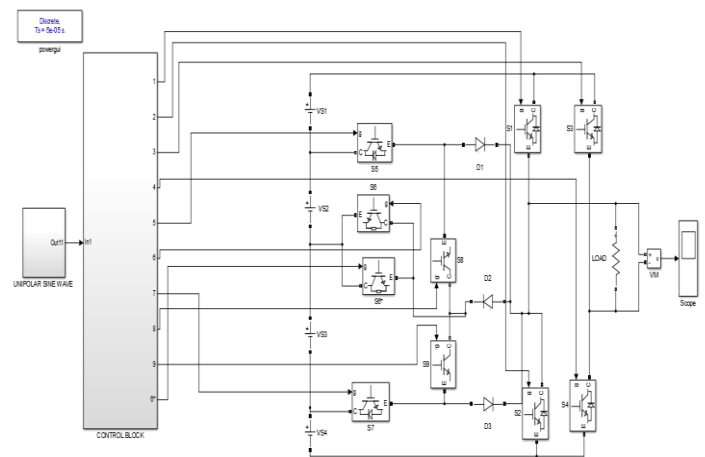 Discrete,
Ts = 5e-05 s.
powergui
1
2
3
4
5
6
7
8
9
6*
UNIPOLAR SINE WAVE
Out1
In1
CONTROL BLOCK
VS1
VS2
VS3
VS4
g
C
E
S5
S6
E
g
C
g
C
E
S6*
g
C
E
S7
D1
D2
D3
S8
g
C
E
S9
g
C
E
S1
g
C
E
S3
g
C
E
S2
g
C
E
S4
g
C
E
LOAD
+
-
v
VM
Scope